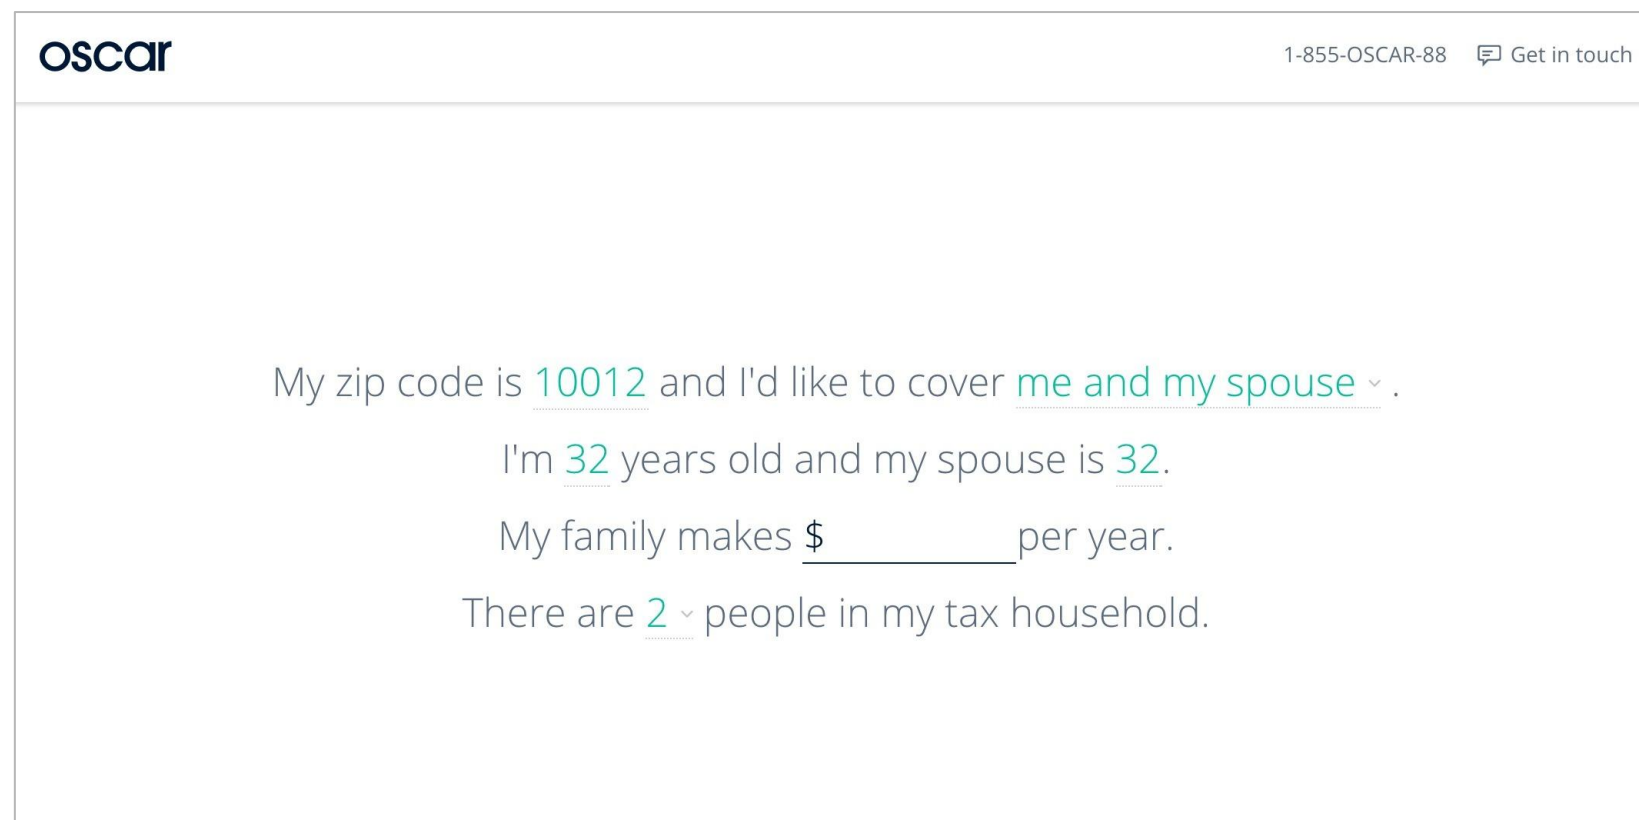 oscar
1-855-OSCAR-88 Get in touch
My zip code is 10012 and I'd like to cover me and my spouse .
I'm 32 years old and my spouse is 32.
My family makes $ per year.
There are 2 people in my tax household.